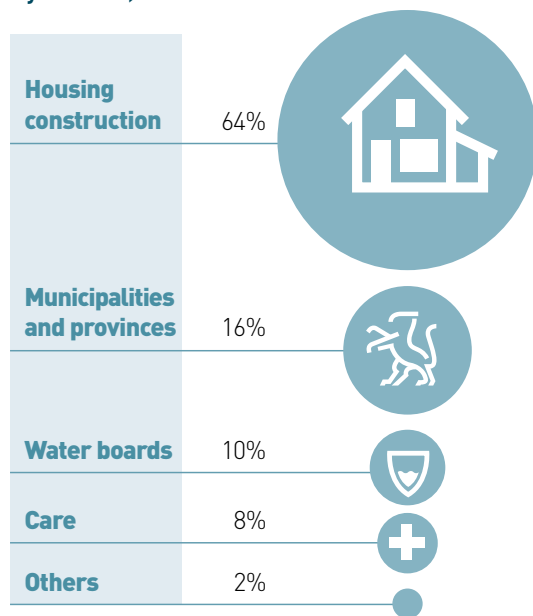 Housing
construction 64%
Municipalities
and provinces 16%
Water boards 10%
Care 8%
Others 2%